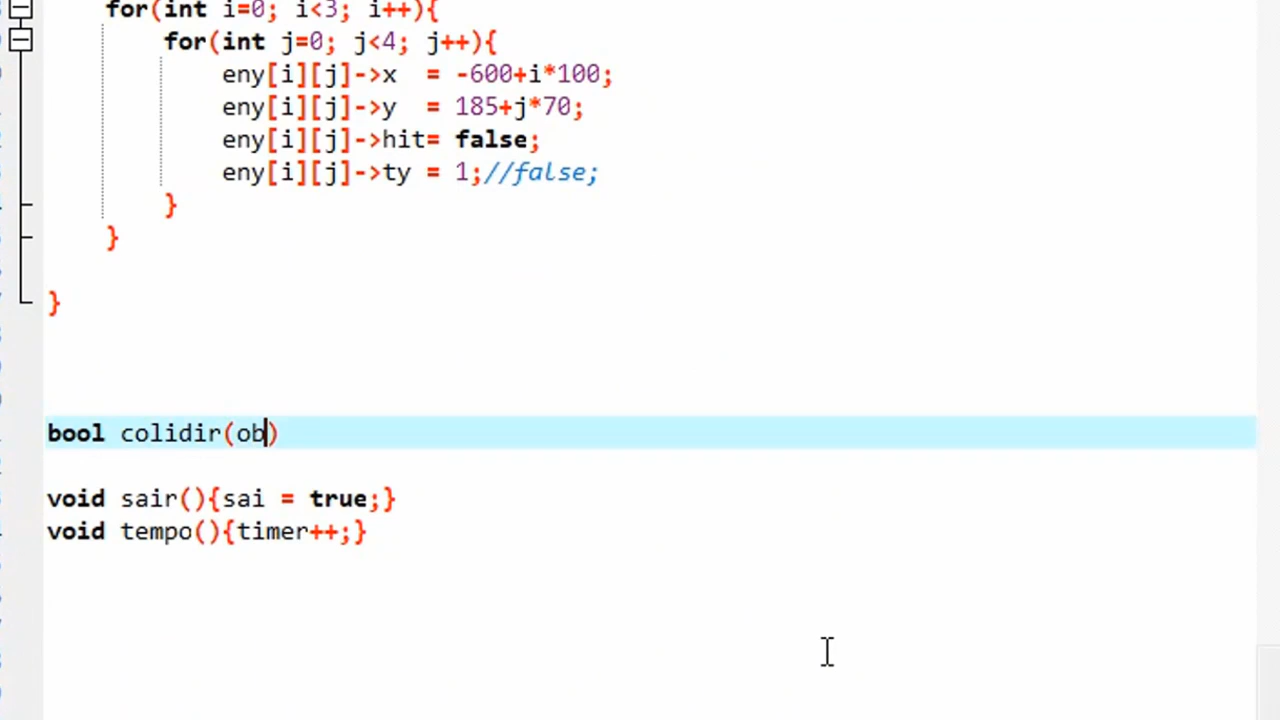 for(int i=0; i<3; i++){
for(int j=0; j<4; j++){
eny[i][j]->x = -600+i*100;
eny[i][j]->y = 185+j*70;
eny[i][j]->hit= false;
eny[i][j]->ty = 1;//false;
}
}
}
bool colidir(ob)
void sair(){sai = true;}
void tempo(){timer++;}